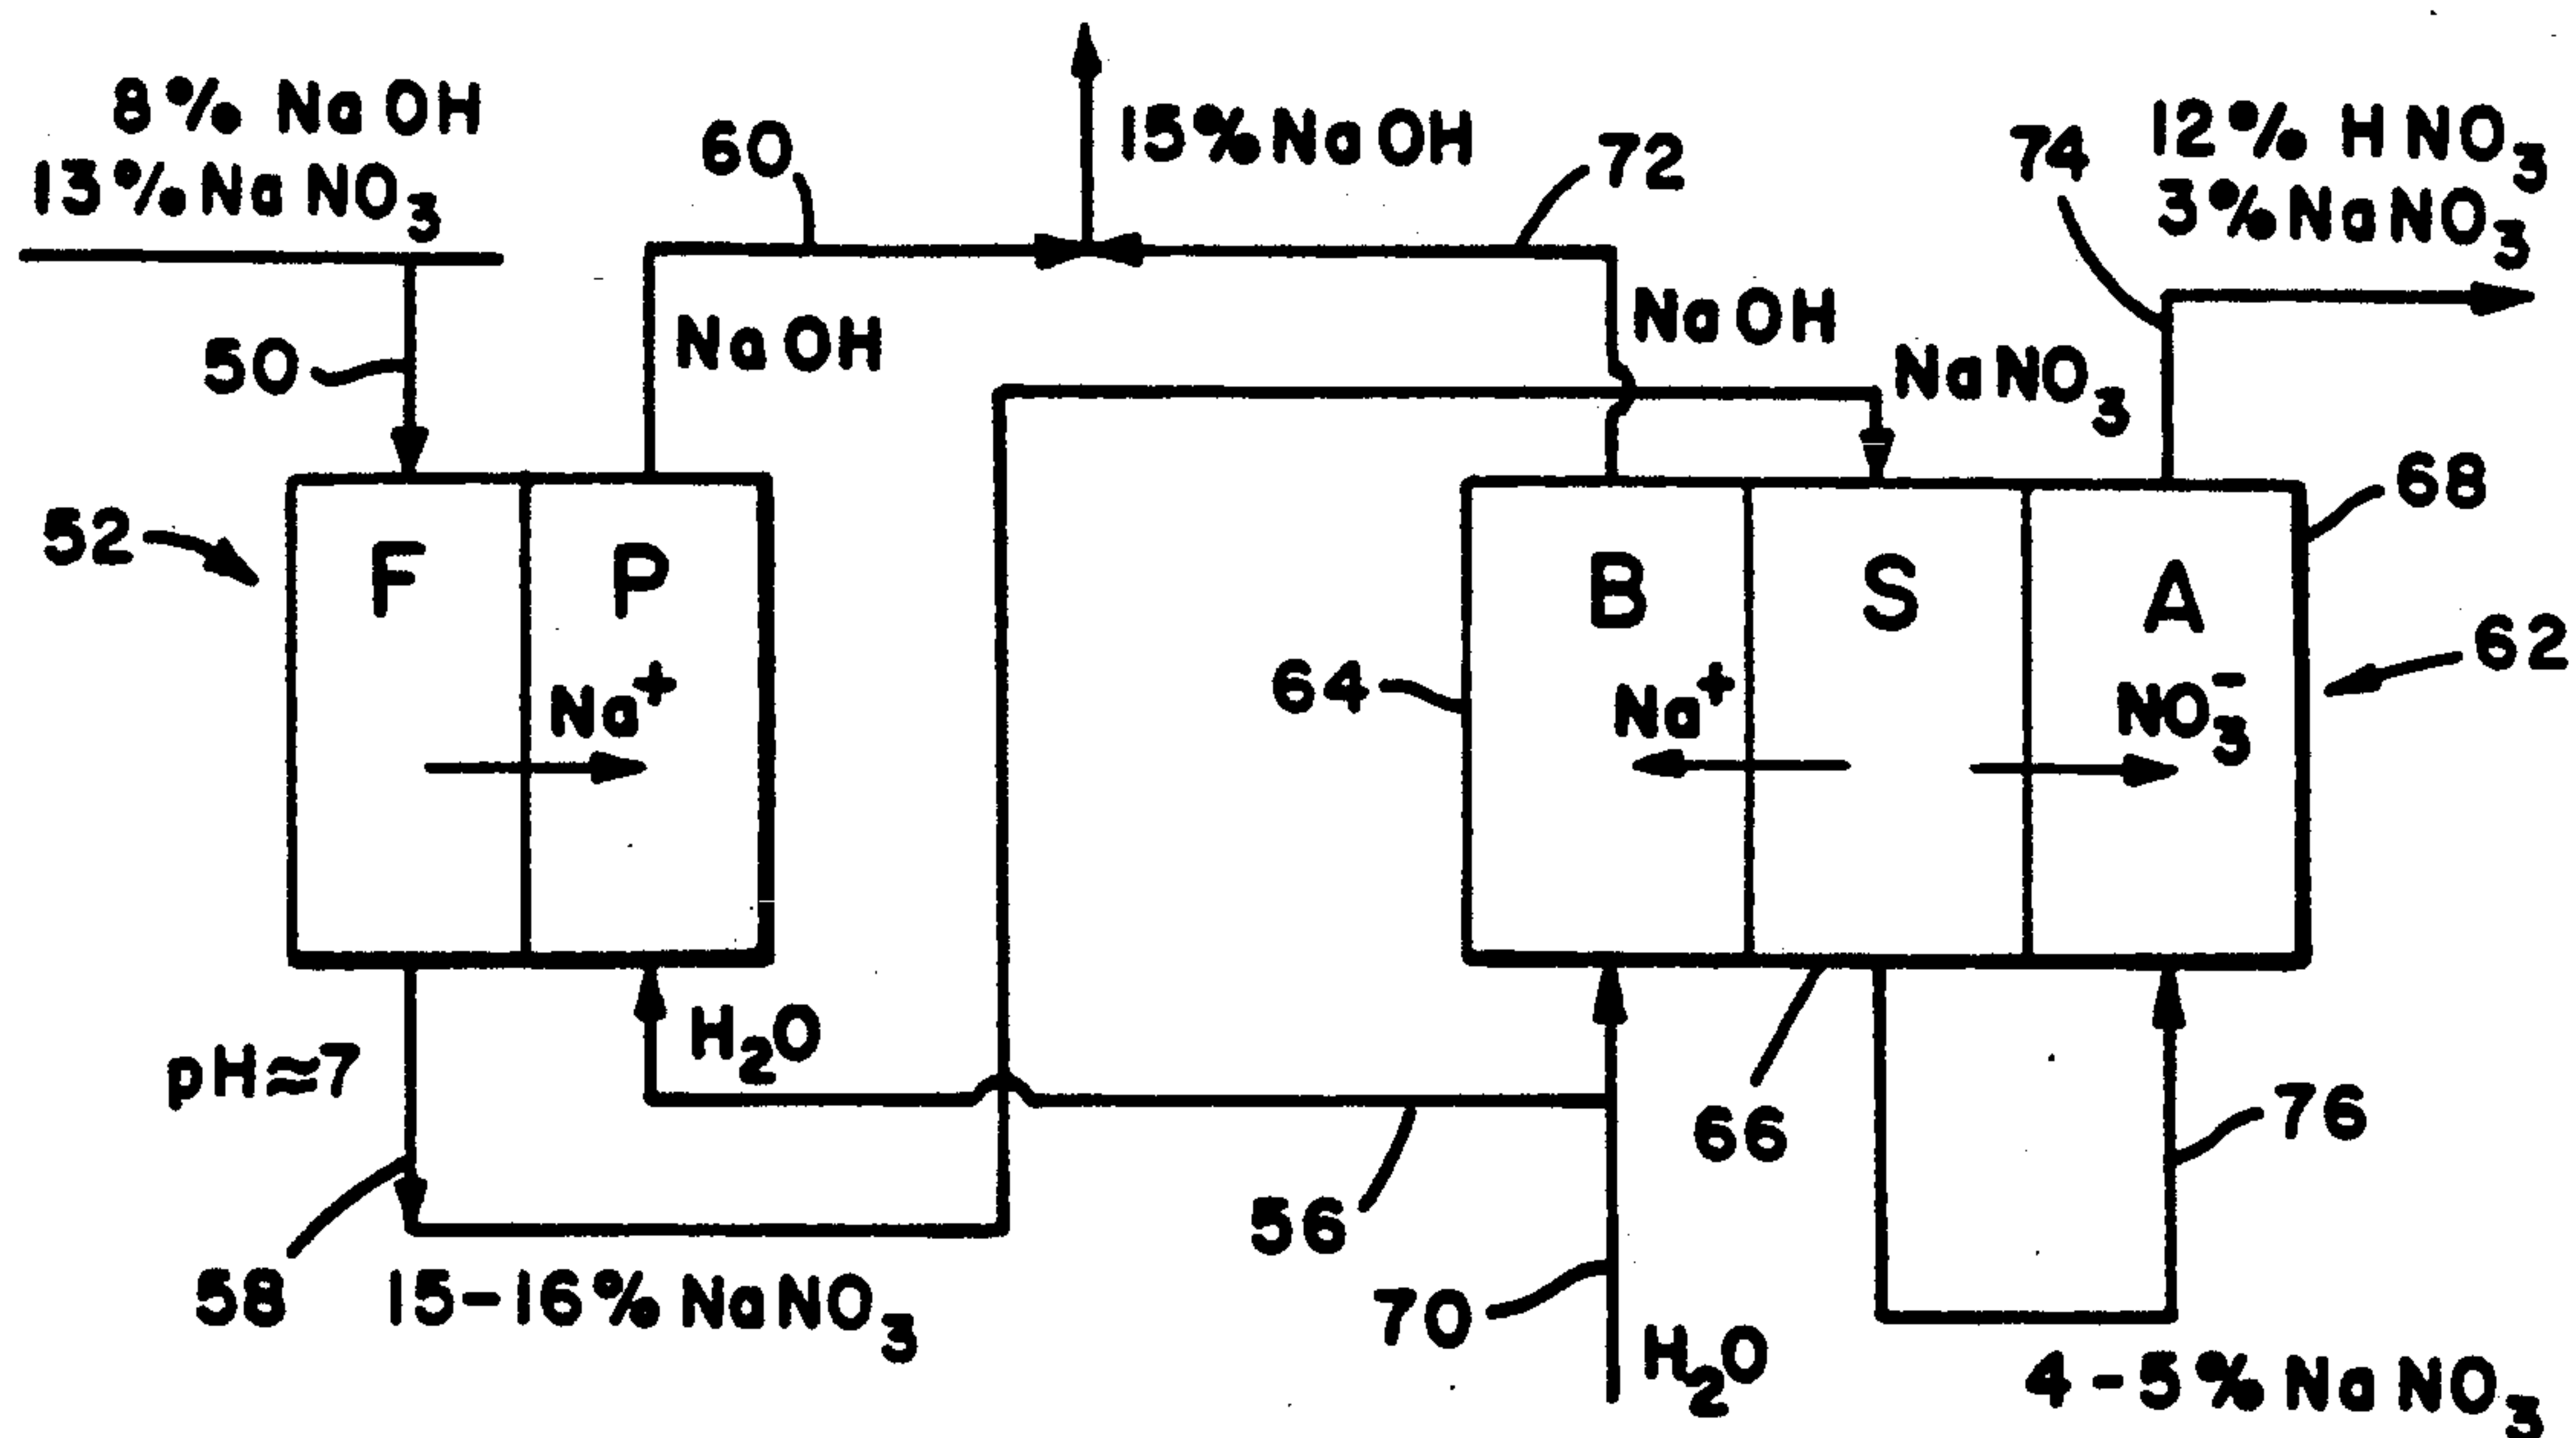 8% NaOH
13% NaNO3
60
15% NaOH
72
74
12% HNO3
3% NaNO3
50
NaOH
NaOH
NaNO3
52
F
P
B
S
A
68
64
Na+
Na+
NO3-
62
pH≈7
H2O
66
76
56
58
15-16% NaNO3
70
H2O
4-5% NaNO3